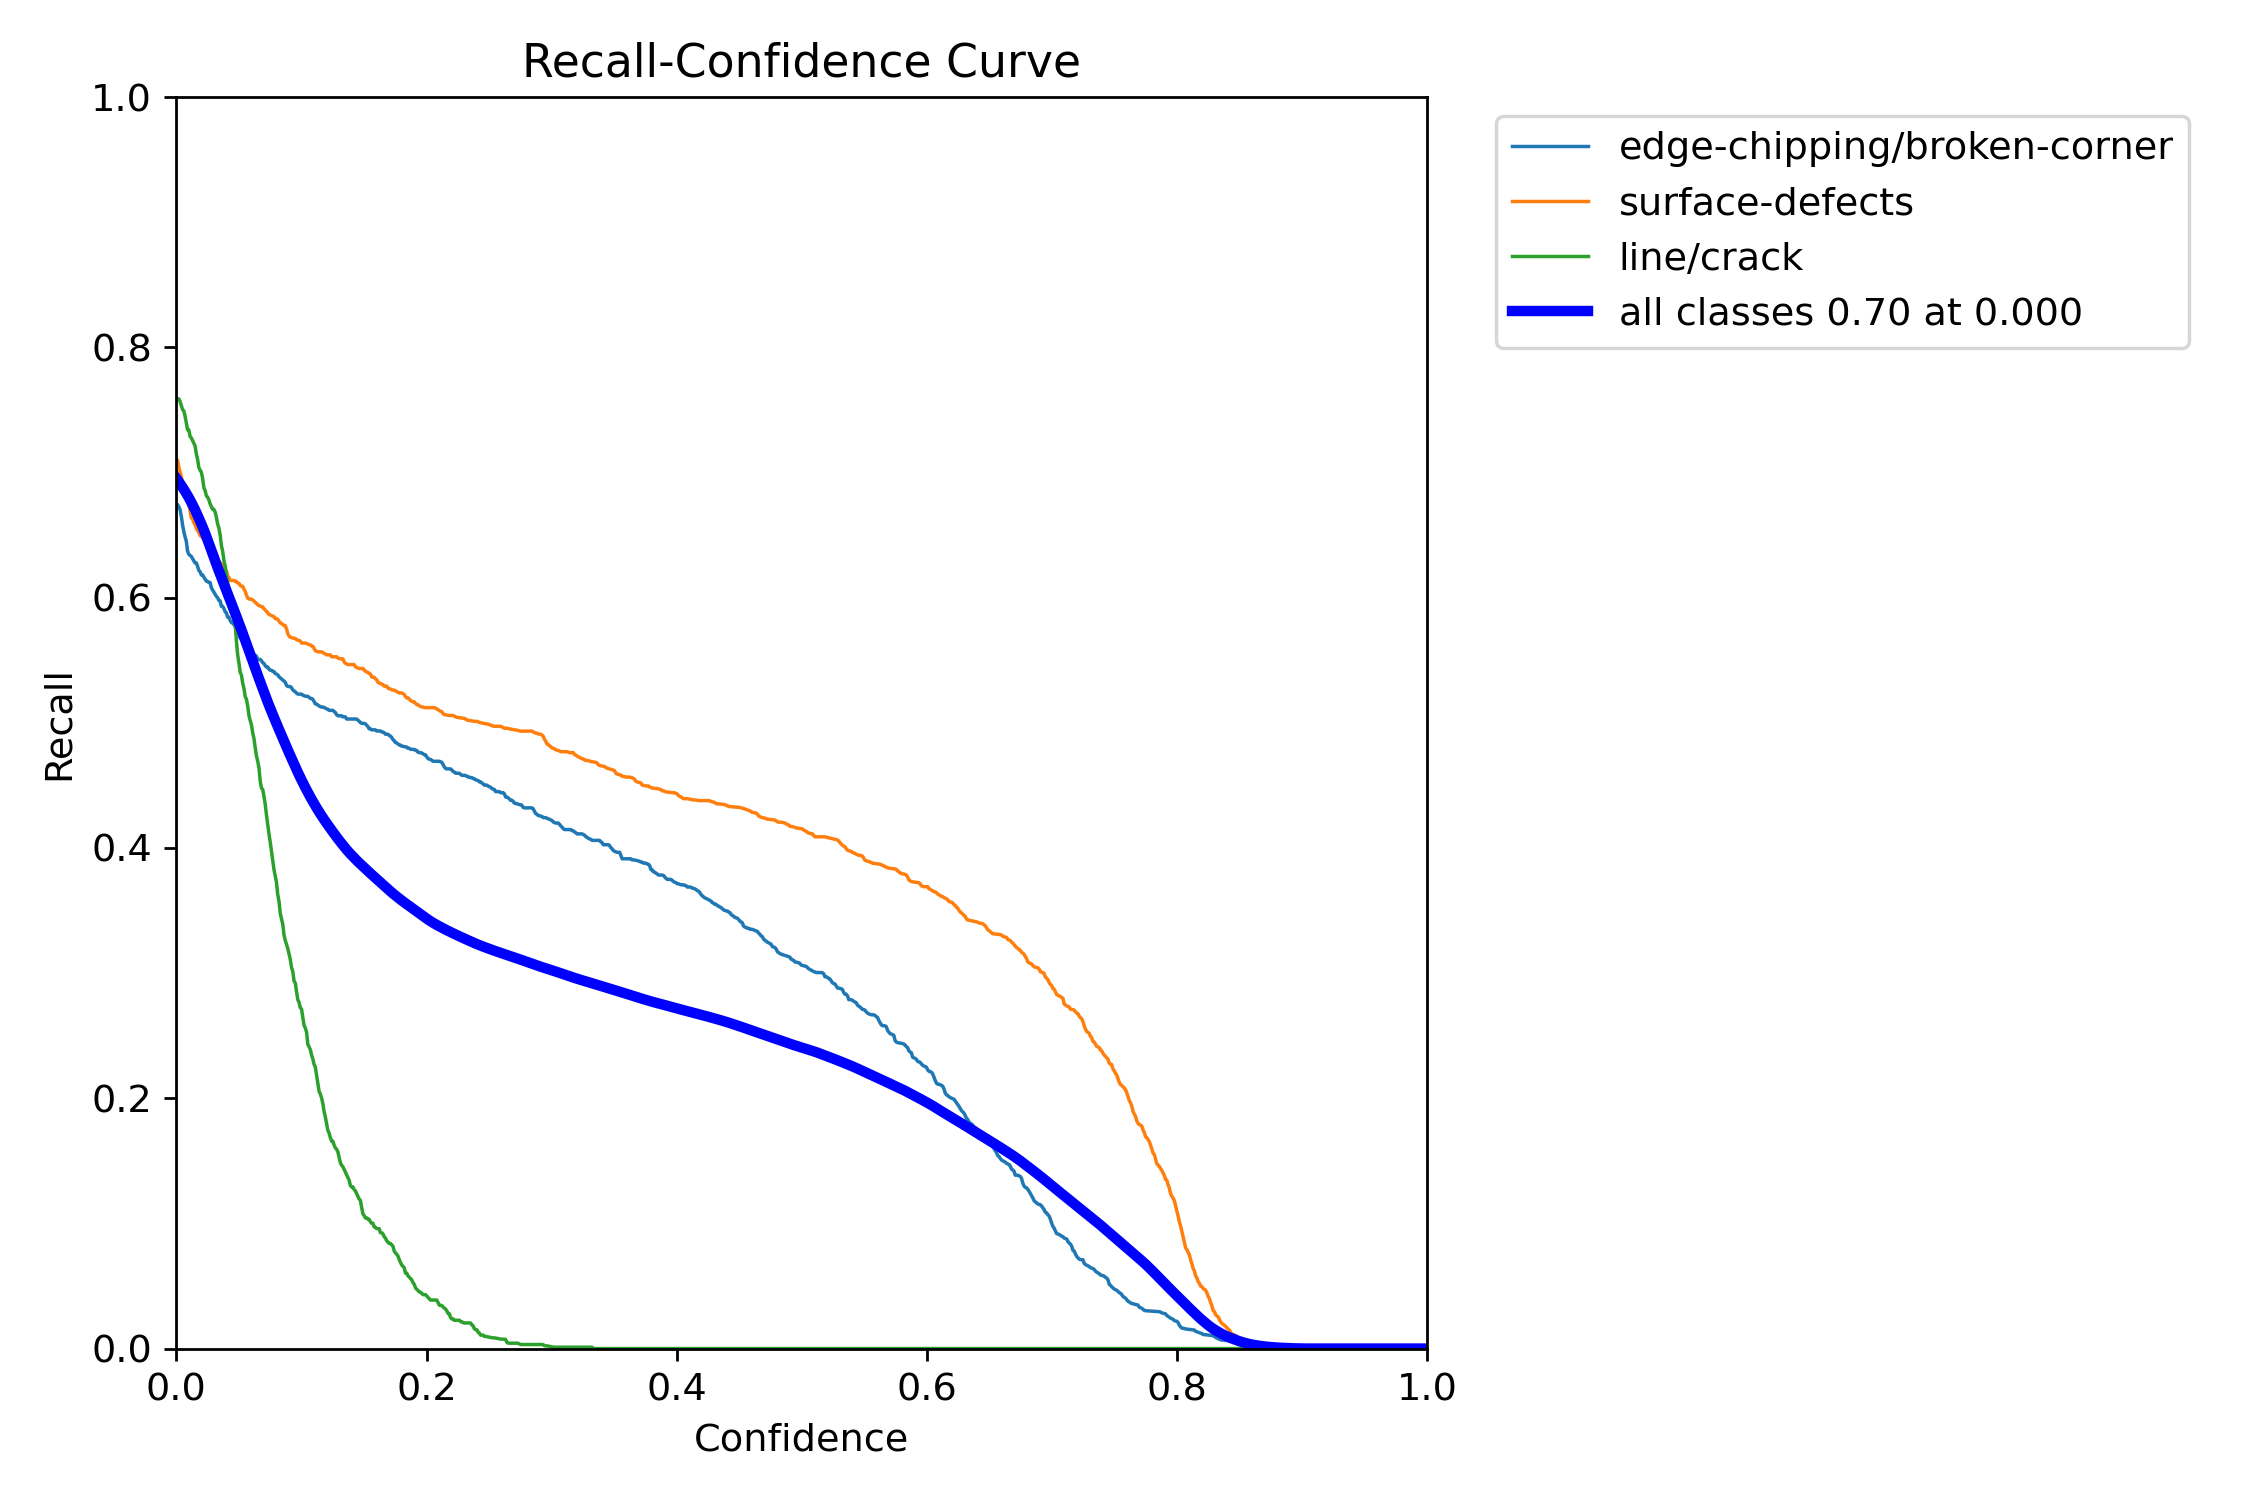 Recall-Confidence Curve
1.0
0.8
0.6
0.4
0.2
0.0
Recall
0.0 0.2 0.4 0.6 0.8 1.0
Confidence
edge-chipping/broken-corner
surface-defects
line/crack
all classes 0.70 at 0.000